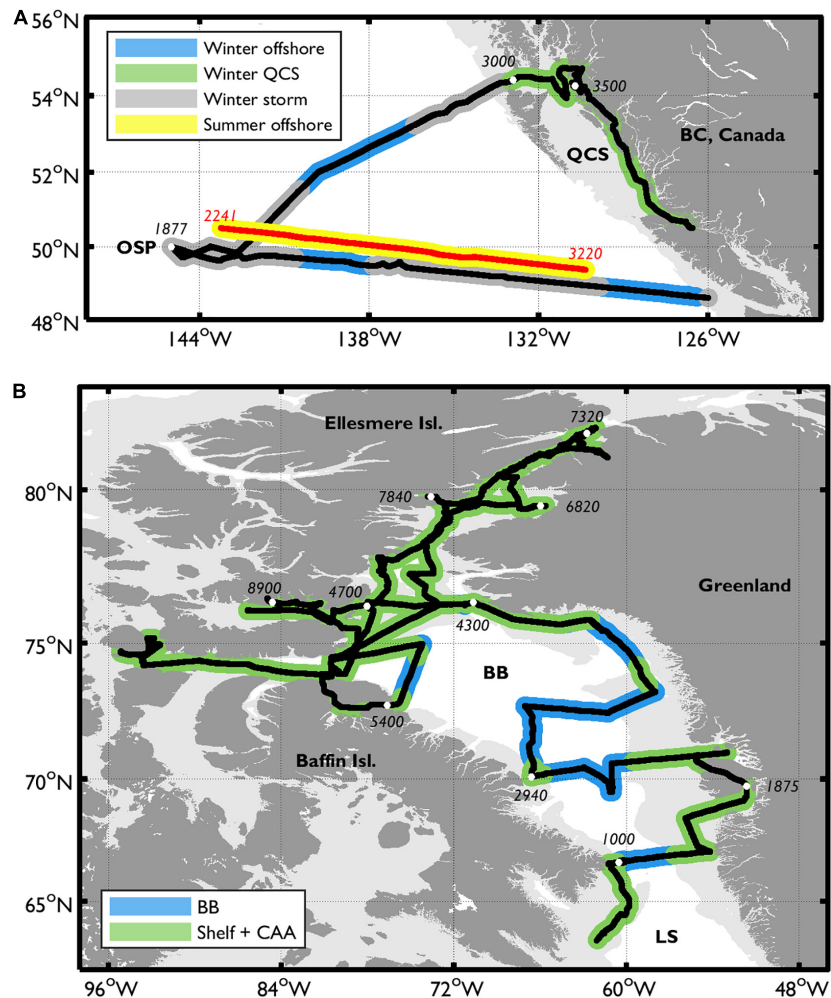 A
56°N
54°N
52°N
50°N
48°N
Winter offshore
Winter QCS
Winter storm
Summer offshore
3000
3500
BC, Canada
QCS
2241
1877
OSP
3220
144°W
138°W
132°W
126°W
B
Ellesmere Isl.
7320
80°N
7840
6820
8900
4700
Greenland
4300
75°N
BB
5400
Baffin Isl.
70°N
2940
1875
1000
65°N
BB
Shelf + CAA
LS
96°W
84°W
72°W
60°W
48°W